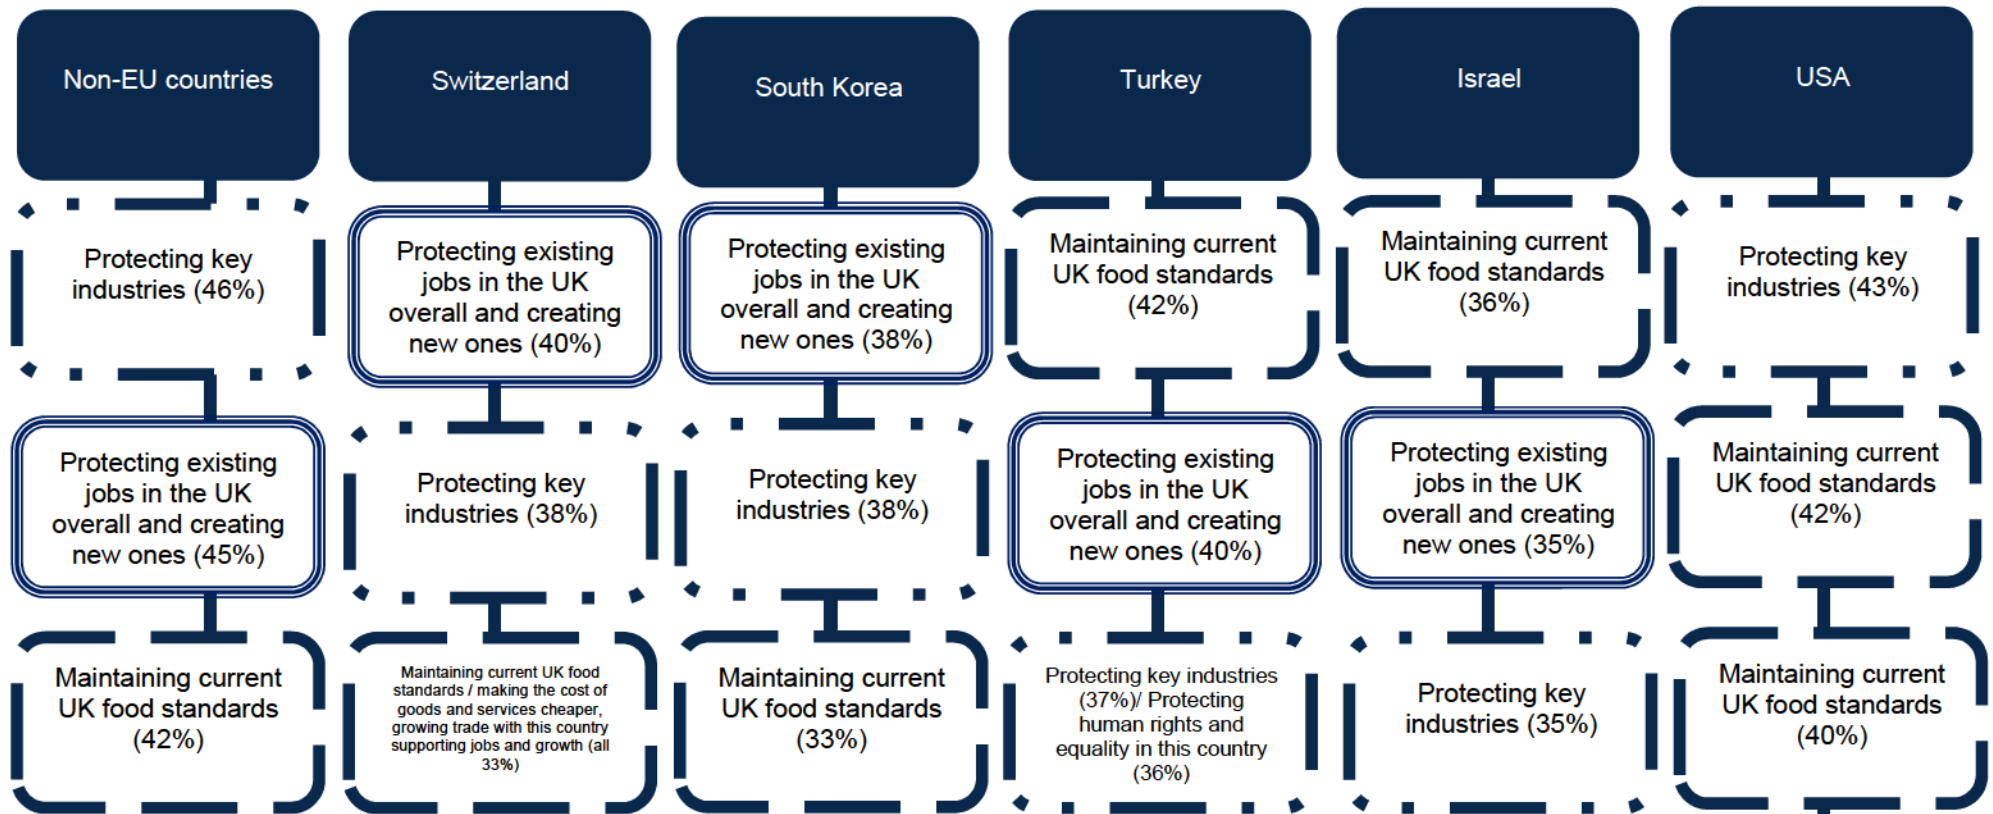 Non-EU countries
Switzerland
South Korea
Turkey
Israel
USA
Protecting key
industries (46%)
Protecting existing
jobs in the UK
overall and creating
new ones (40%)
Protecting existing
jobs in the UK
overall and creating
new ones (38%)
Maintaining current
UK food standards
(42%)
Maintaining current
UK food standards
(36%)
Protecting key
industries (43%)
Protecting existing
jobs in the UK
overall and creating
new ones (45%)
Protecting key
industries (38%)
Protecting key
industries (38%)
Protecting existing
jobs in the UK
overall and creating
new ones (40%)
Protecting existing
jobs in the UK
overall and creating
new ones (35%)
Maintaining current
UK food standards
(42%)
Maintaining current
UK food standards
(42%)
Maintaining current UK food
standards / making the cost of
goods and services cheaper,
growing trade with this country
supporting jobs and growth (all
33%)
Maintaining current
UK food standards
(33%)
Protecting key industries
(37%)/ Protecting
human rights and
equality in this country
(36%)
Protecting key
industries (35%)
Maintaining current
UK food standards
(40%)